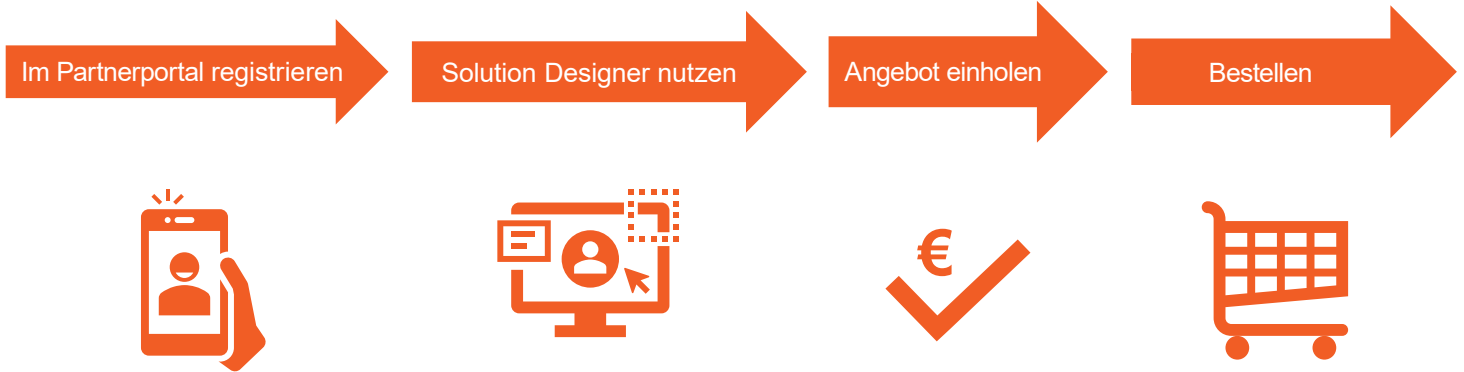 Im Partnerportal registrieren
Solution Designer nutzen
Angebot einholen
Bestellen
€